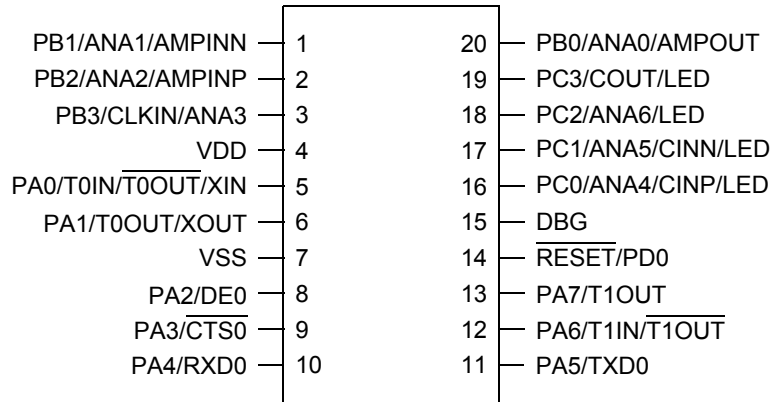 PB1/ANA1/AMPINN 1 20 PB0/ANA0/AMPOUT
PB2/ANA2/AMPINP 2 19 PC3/COUT/LED
PB3/CLKIN/ANA3 3 18 PC2/ANA6/LED
VDD 4 17 PC1/ANA5/CINN/LED
PA0/T0IN/T0OUT/XIN 5 16 PC0/ANA4/CINP/LED
PA1/T0OUT/XOUT 6 15 DBG
VSS 7 14 RESET/PD0
PA2/DE0 8 13 PA7/T1OUT
PA3/CTS0 9 12 PA6/T1IN/T1OUT
PA4/RXD0 10 11 PA5/TXD0